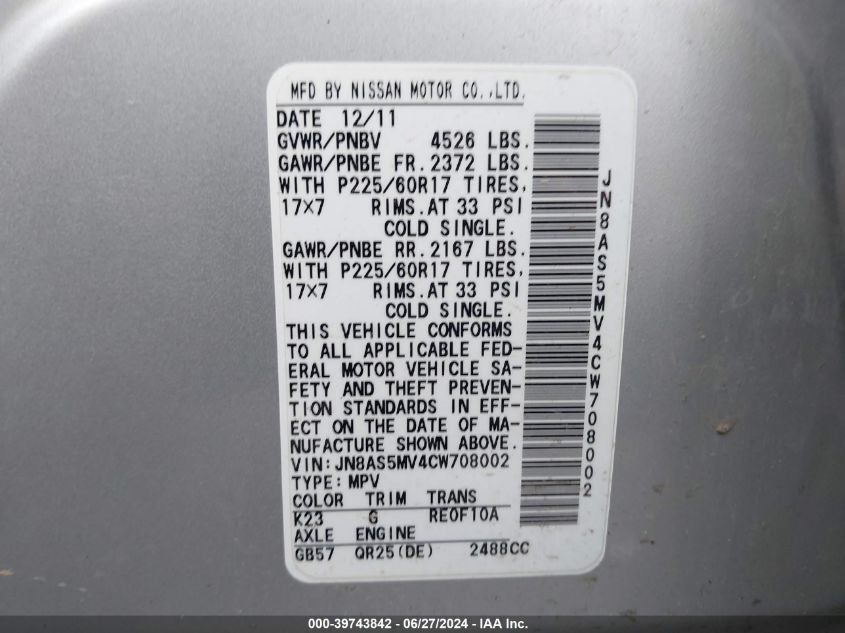 MFD BY NISSAN MOTOR CO.,LTD.
DATE 12/11
GVWR/PNBV 4526 LBS.
GAWR/PNBE FR. 2372 LBS.
WITH P225/60R17 TIRES,
17X7 RIMS. AT 33 PSI
COLD SINGLE.
GAWR/PNBE RR. 2167 LBS.
WITH P225/60R17 TIRES,
17X7 RIMS. AT 33 PSI
COLD SINGLE.
THIS VEHICLE CONFORMS
TO ALL APPLICABLE FED-
ERAL MOTOR VEHICLE SA-
FETY AND THEFT PREVEN-
TION STANDARDS IN EFF-
ECT ON THE DATE OF MA-
NUFACTURE SHOWN ABOVE.
VIN: JN8AS5MV4CW708002
TYPE: MPV
COLOR TRIM TRANS
K23 G RE0F10A
AXLE ENGINE
GB57 QR25(DE) 2488CC
JN8AS5MV4CW708002
000-39743842 - 06/27/2024 - IAA Inc.